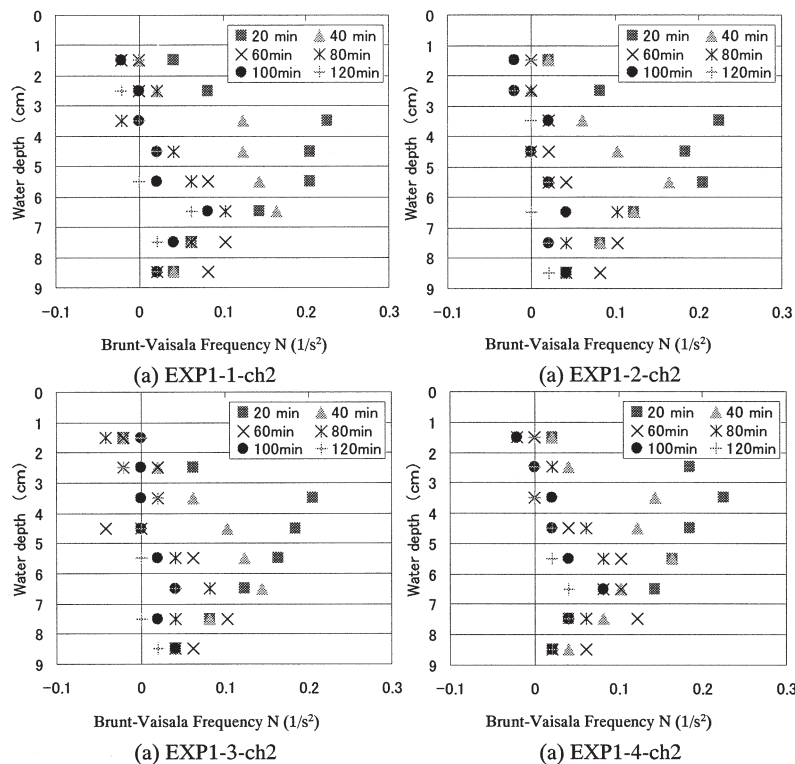 0
1
2
3
4
5
6
7
8
9
Water depth (cm)
20 min 40 min
60min 80min
100min 120min
-0.1 0 0.1 0.2 0.3
Brunt-Vaisala Frequency N (1/s²)
(a) EXP1-1-ch2
0
1
2
3
4
5
6
7
8
9
Water depth (cm)
20 min 40 min
60min 80min
100min 120min
-0.1 0 0.1 0.2 0.3
Brunt-Vaisala Frequency N (1/s²)
(a) EXP1-2-ch2
0
1
2
3
4
5
6
7
8
9
Water depth (cm)
20 min 40 min
60min 80min
100min 120min
-0.1 0 0.1 0.2 0.3
Brunt-Vaisala Frequency N (1/s²)
(a) EXP1-3-ch2
0
1
2
3
4
5
6
7
8
9
Water depth (cm)
20 min 40 min
60min 80min
100min 120min
-0.1 0 0.1 0.2 0.3
Brunt-Vaisala Frequency N (1/s²)
(a) EXP1-4-ch2